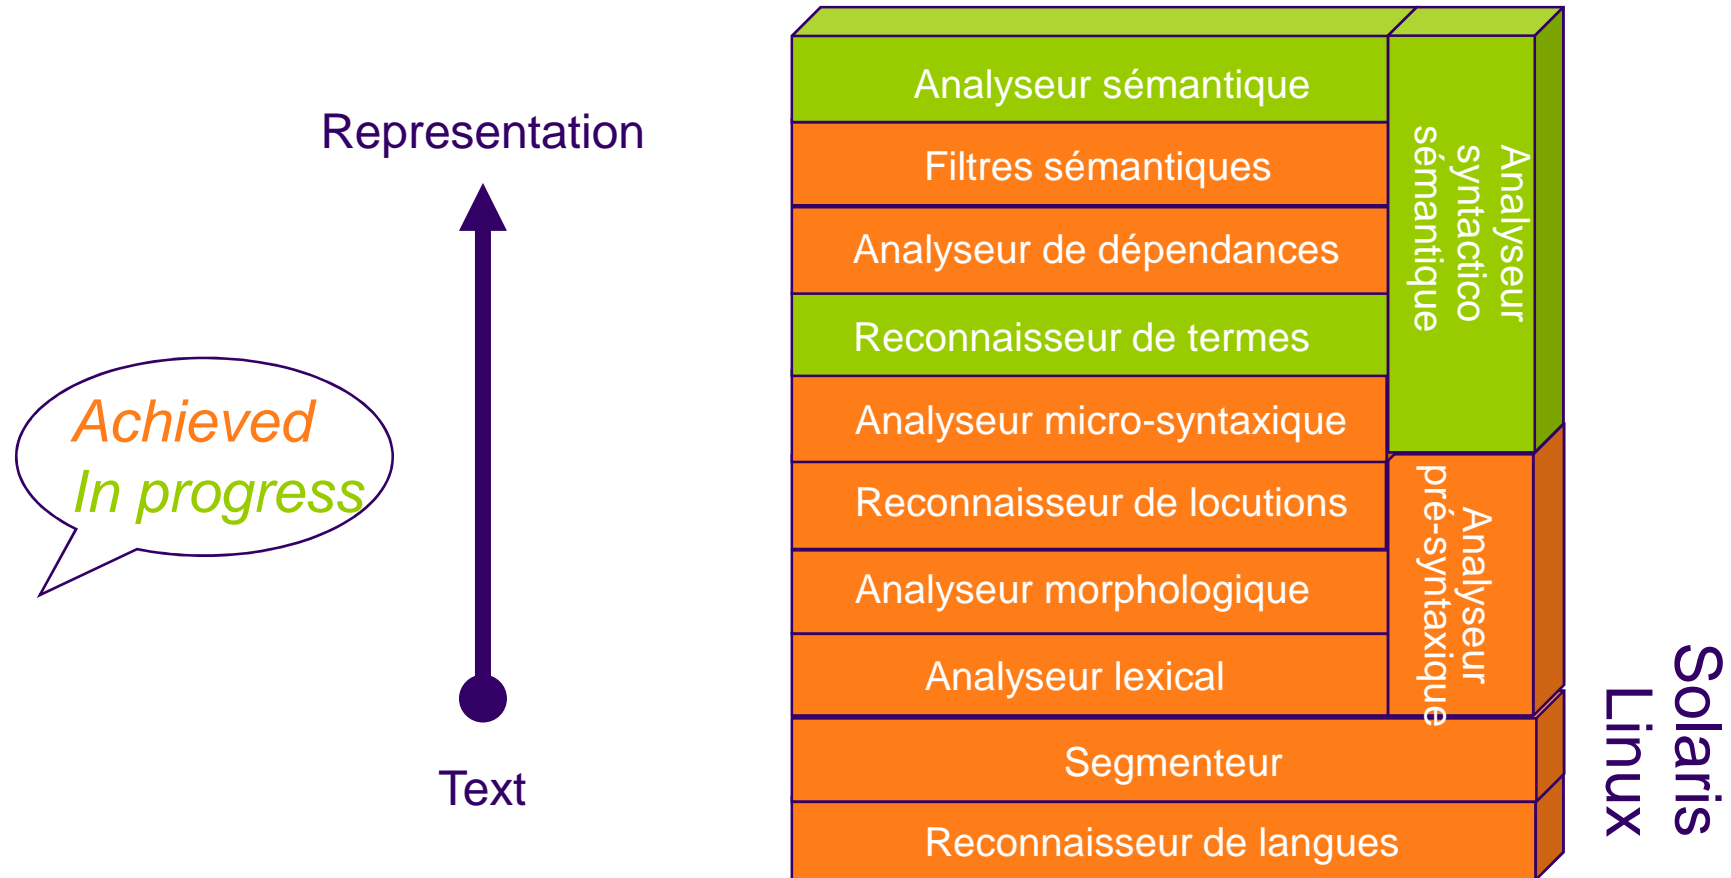 Representation
Text
Achieved
In progress
Analyseur sémantique
Filtres sémantiques
Analyseur de dépendances
Reconnaisseur de termes
Analyseur micro-syntaxique
Reconnaisseur de locutions
Analyseur morphologique
Analyseur lexical
Segmenteur
Reconnaisseur de langues
Analyseur
syntactico
sémantique
Analyseur
pré-syntaxique
Solaris
Linux